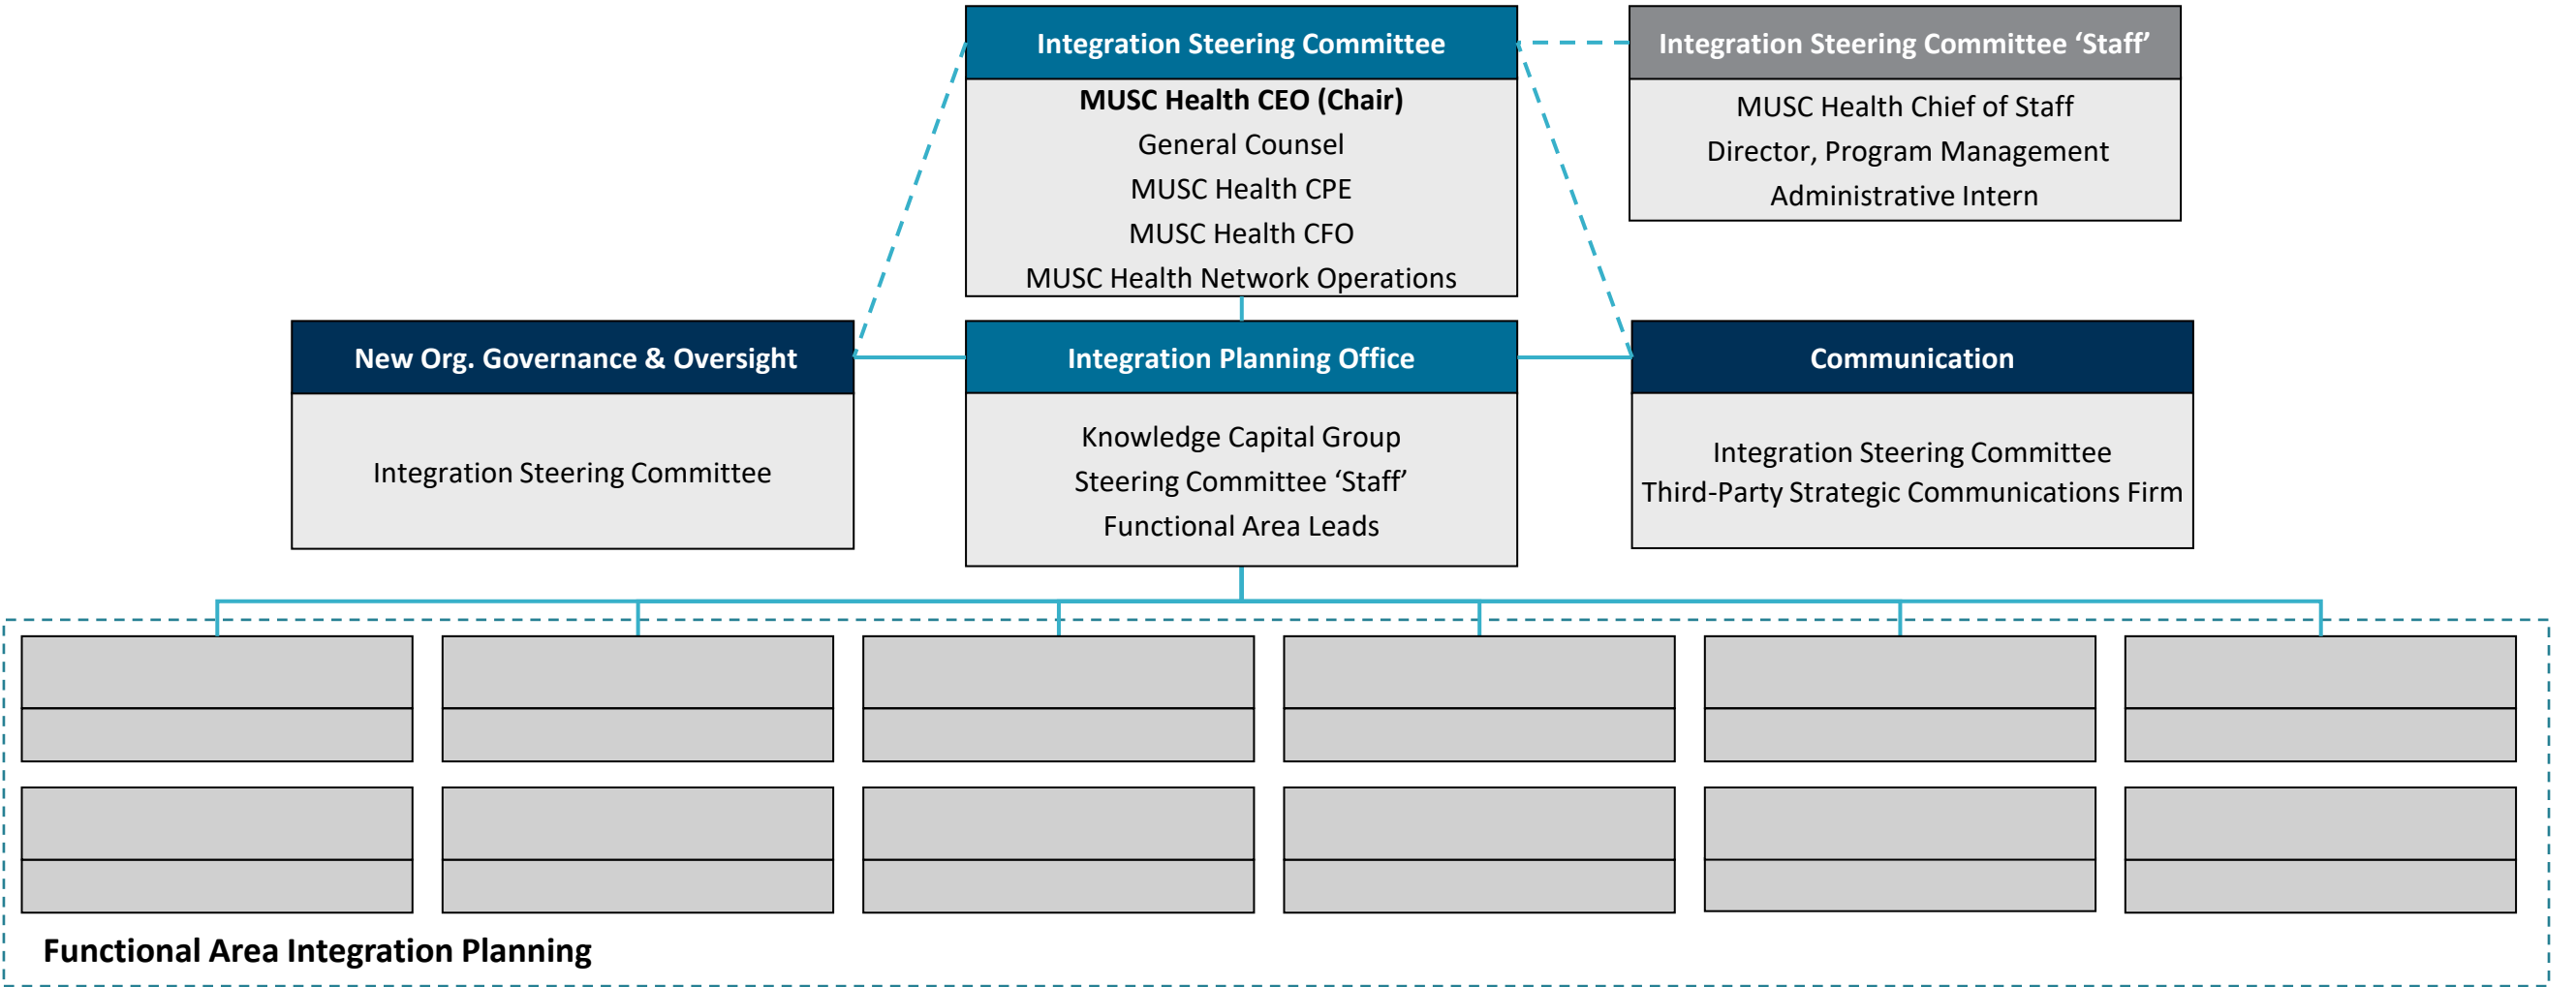 Integration Steering Committee
MUSC Health CEO (Chair)
General Counsel
MUSC Health CPE
MUSC Health CFO
MUSC Health Network Operations
Integration Steering Committee ‘Staff’
MUSC Health Chief of Staff
Director, Program Management
Administrative Intern
New Org. Governance & Oversight
Integration Steering Committee
Integration Planning Office
Knowledge Capital Group
Steering Committee ‘Staff’
Functional Area Leads
Communication
Integration Steering Committee
Third-Party Strategic Communications Firm
Functional Area Integration Planning